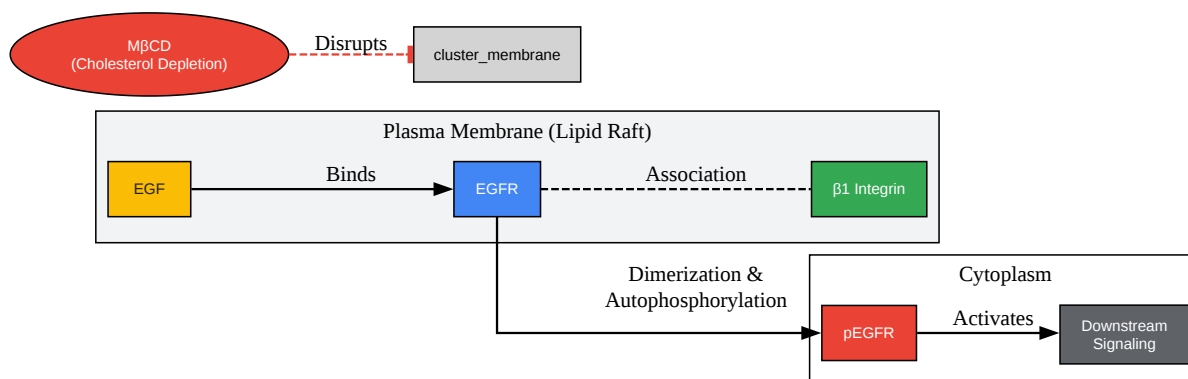 MβCD
(Cholesterol Depletion)
Disrupts
cluster_membrane
Plasma Membrane (Lipid Raft)
EGF
Binds
EGFR
Association
β1 Integrin
Dimerization &
Autophosphorylation
Cytoplasm
pEGFR
Activates
Downstream
Signaling